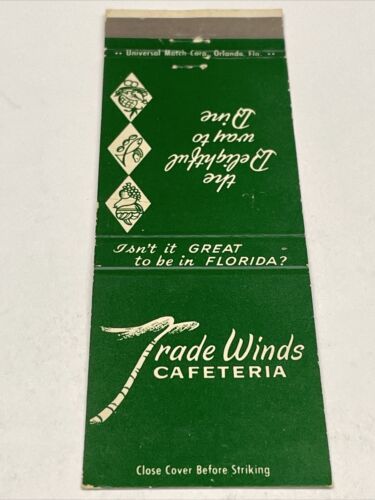 •• Universal Match Corp., Orlando, Fla. ••
the
Delightful
way to
Dine
Isn't it GREAT
to be in FLORIDA?
Trade Winds
CAFETERIA
Close Cover Before Striking